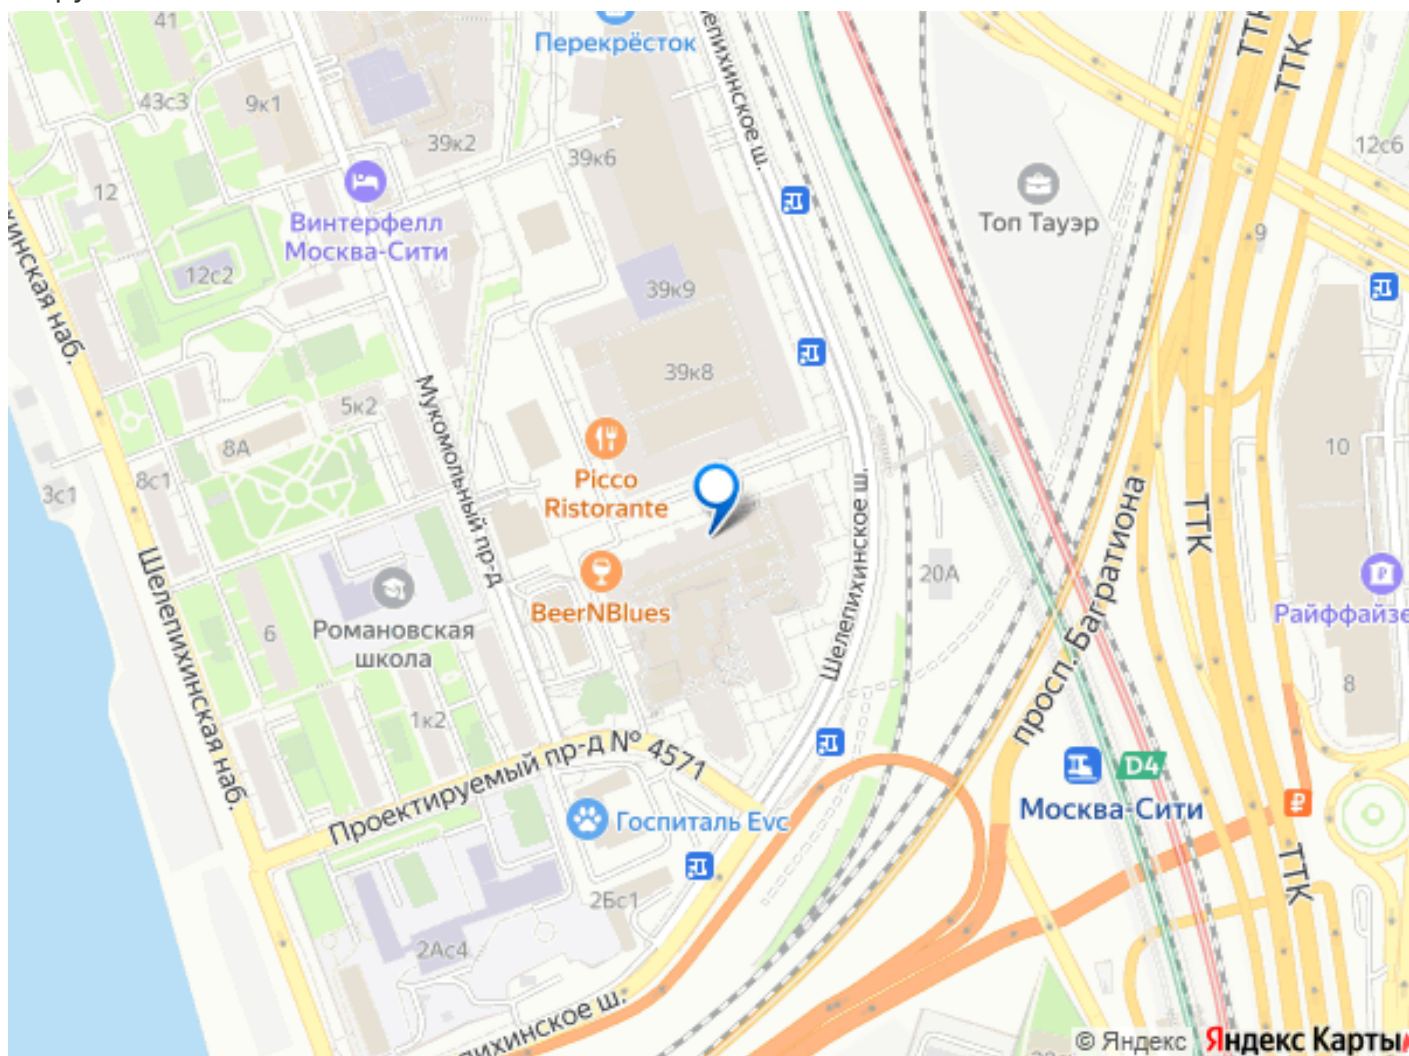 Перекрёсток
41
43с3
9к1
39к2
39к6
12
Винтерфелл
Москва-Сити
12с2
39к9
39к8
Топ Тауэр
9
12с6
ТТК
ТТК
Шелепихинское ш.
5к2
8А
8с1
3с1
Мукомольный пр-д
Picco
Ristorante
10
BeerNBlues
Романовская
школа
6
1к2
Шелепихинская наб.
Шелепихинское ш.
20А
просп. Багратиона
ТТК
Райффайзе
8
D4
Москва-Сити
Проектируемый пр-д № 4571
Госпиталь Evc
2Бс1
2Ас4
ТТК
© Яндекс
Яндекс Карты